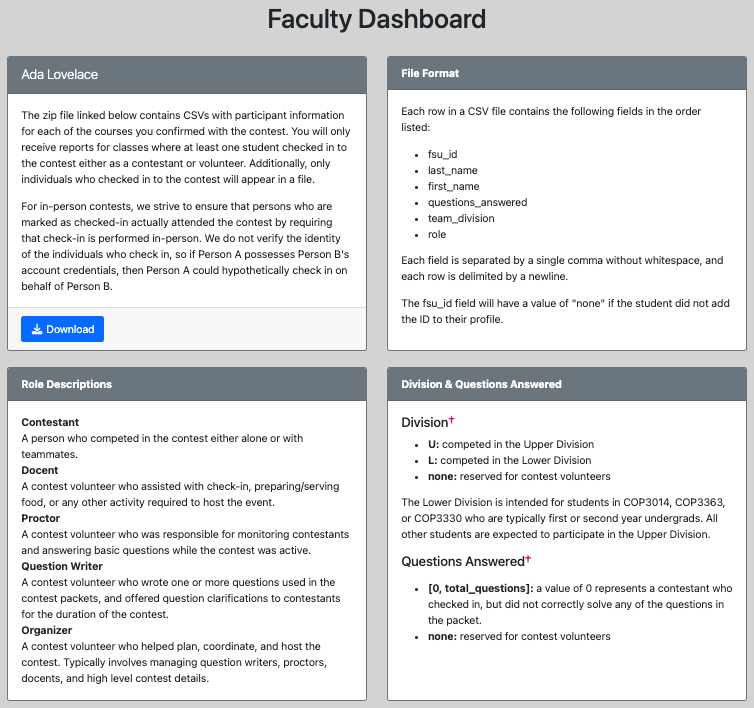 Faculty Dashboard
Ada Lovelace
The zip file linked below contains CSVs with participant information
for each of the courses you confirmed with the contest. You will only
receive reports for classes where at least one student checked in to
the contest either as a contestant or volunteer. Additionally, only
individuals who checked in to the contest will appear in a file.
For in-person contests, we strive to ensure that persons who are
marked as checked-in actually attended the contest by requiring
that check-in is performed in-person. We do not verify the identity
of the individuals who check in, so if Person A possesses Person B's
account credentials, then Person A could hypothetically check in on
behalf of Person B.
Download
File Format
Each row in a CSV file contains the following fields in the order
listed:
• fsu_id
• last_name
• first_name
• questions_answered
• team_division
• role
Each field is separated by a single comma without whitespace, and
each row is delimited by a newline.
The fsu_id field will have a value of "none" if the student did not add
the ID to their profile.
Role Descriptions
Contestant
A person who competed in the contest either alone or with
teammates.
Docent
A contest volunteer who assisted with check-in, preparing/serving
food, or any other activity required to host the event.
Proctor
A contest volunteer who was responsible for monitoring contestants
and answering basic questions while the contest was active.
Question Writer
A contest volunteer who wrote one or more questions used in the
contest packets, and offered question clarifications to contestants
for the duration of the contest.
Organizer
A contest volunteer who helped plan, coordinate, and host the
contest. Typically involves managing question writers, proctors,
docents, and high level contest details.
Division & Questions Answered
Division†
• U: competed in the Upper Division
• L: competed in the Lower Division
• none: reserved for contest volunteers
The Lower Division is intended for students in COP3014, COP3363,
or COP3330 who are typically first or second year undergrads. All
other students are expected to participate in the Upper Division.
Questions Answered†
• [0, total_questions]: a value of 0 represents a contestant who
checked in, but did not correctly solve any of the questions in
the packet.
• none: reserved for contest volunteers